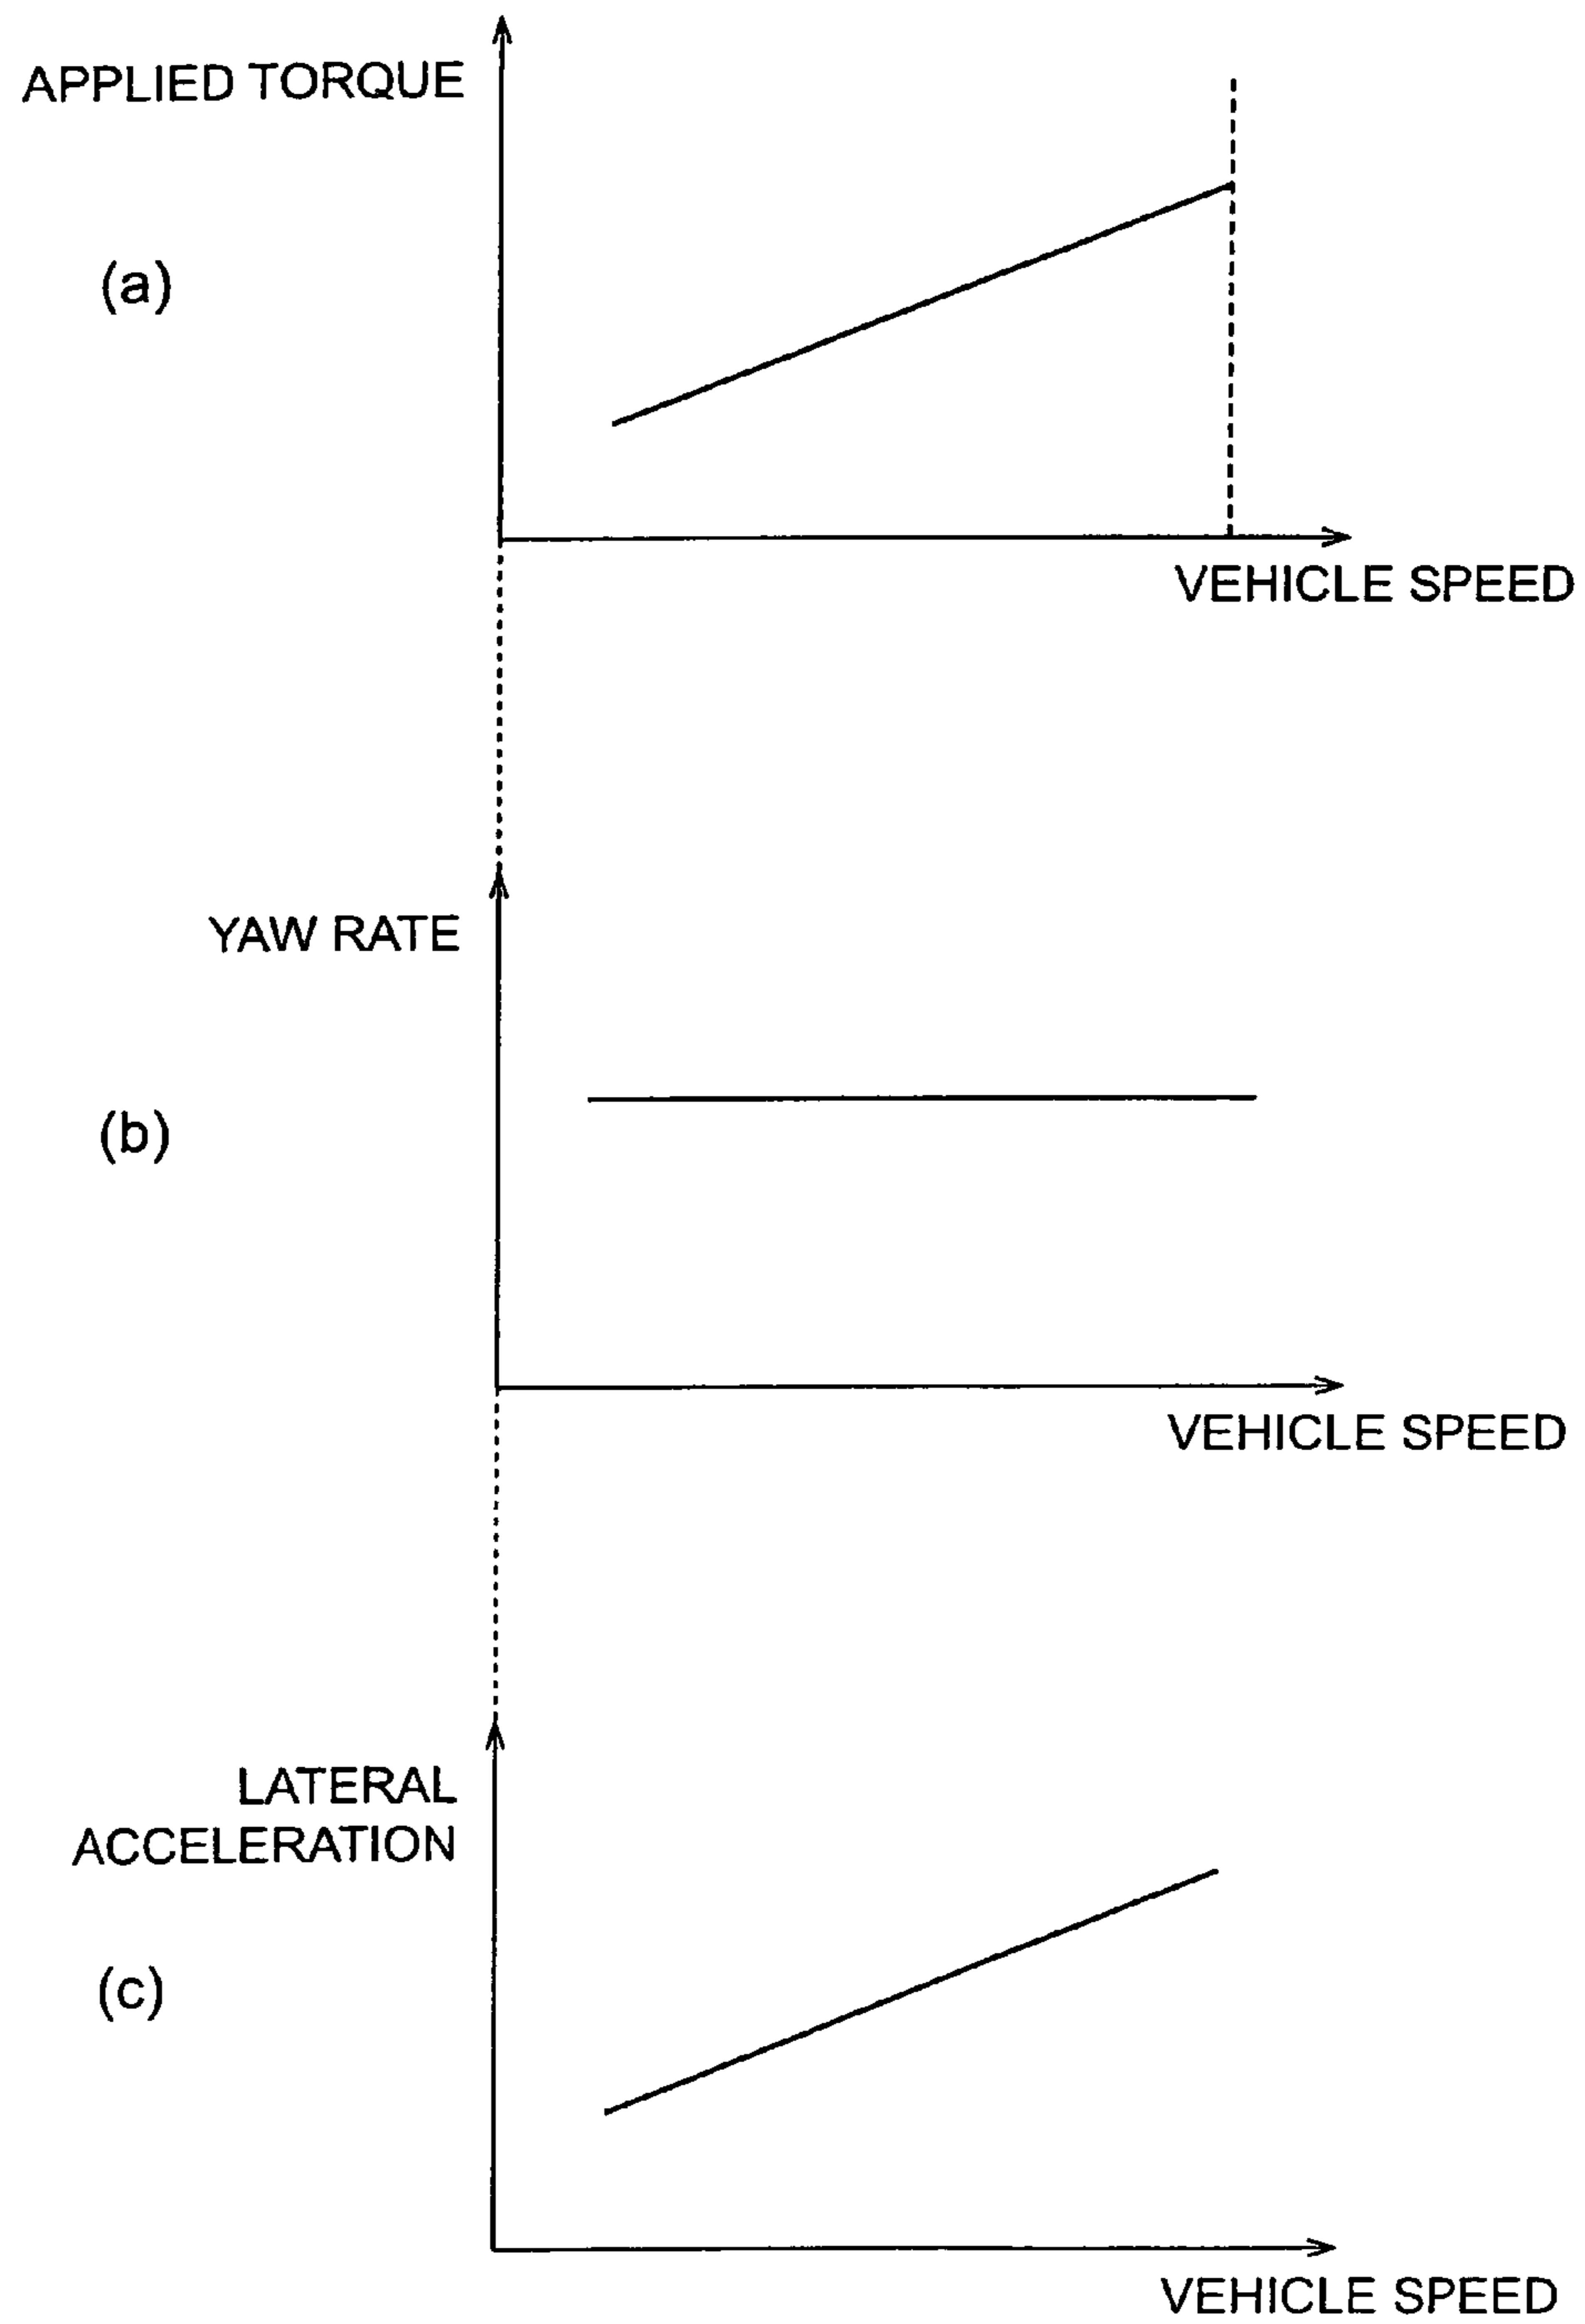 APPLIED TORQUE
(a)
VEHICLE SPEED
YAW RATE
(b)
VEHICLE SPEED
LATERAL
ACCELERATION
(c)
VEHICLE SPEED